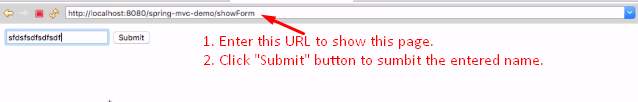 http://localhost:8080/spring-mvc-demo/showForm
sfdsfsdfsdfsdf Submit
1. Enter this URL to show this page.
2. Click "Submit" button to sumbit the entered name.